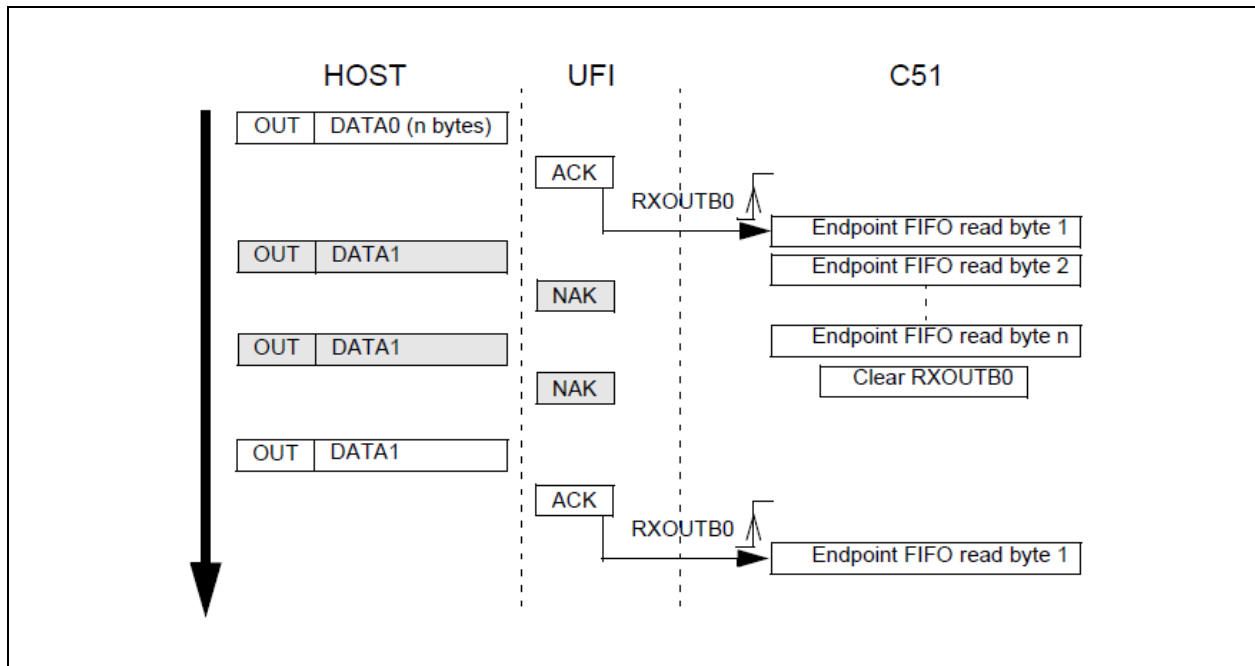 HOST UFI C51
OUT DATA0 (n bytes)
ACK
RXOUTB0
Endpoint FIFO read byte 1
OUT DATA1
Endpoint FIFO read byte 2
NAK
Endpoint FIFO read byte n
OUT DATA1
Clear RXOUTB0
NAK
OUT DATA1
ACK
RXOUTB0
Endpoint FIFO read byte 1